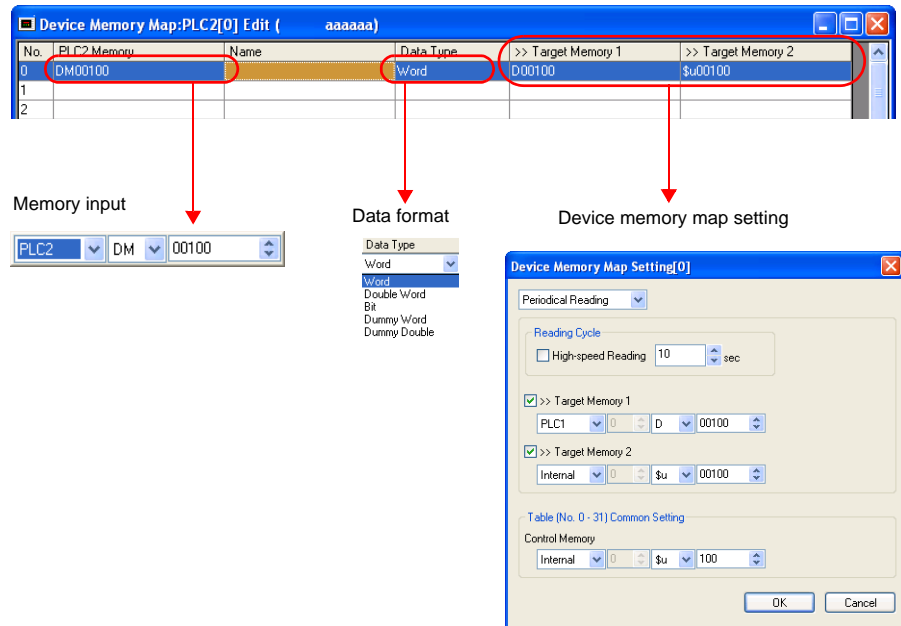 Device Memory Map:PLC2[0] Edit ( aaaaaa)
No. PLC2 Memory Name Data Type >> Target Memory 1 >> Target Memory 2
0 DM00100 Word D00100 $u00100
1
2
Memory input
PLC2 DM 00100
Data format
Data Type
Word
Word
Double Word
Bit
Dummy Word
Dummy Double
Device memory map setting
Device Memory Map Setting[0]
Periodical Reading
Reading Cycle
High-speed Reading 10 sec
>> Target Memory 1
PLC1 0 D 00100
>> Target Memory 2
Internal 0 $u 00100
Table (No. 0 - 31) Common Setting
Control Memory
Internal 0 $u 100
OK Cancel